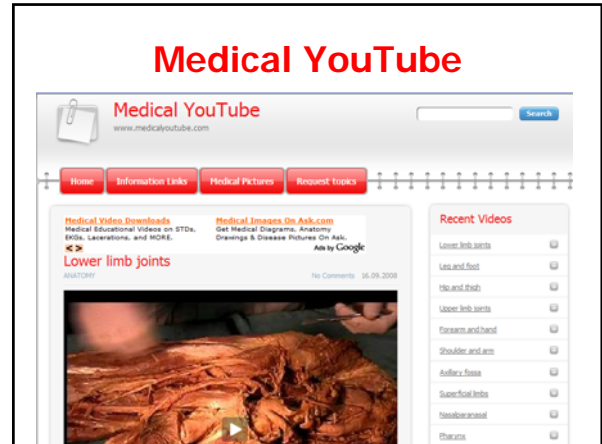 Medical YouTube
Medical YouTube
www.medicalyoutube.com
Search
Home
Information Links
Medical Pictures
Request topics
Medical Video Downloads
Medical Educational Videos on STDs,
EKGs, Lacerations, and MORE.
Medical Images On Ask.com
Get Medical Diagrams, Anatomy
Drawings & Disease Pictures On Ask.
< >
Ads by Google
Lower limb joints
ANATOMY
No Comments 16.09.2008
Recent Videos
Lower limb joints
Leg and foot
Hip and thigh
Upper limb joints
Forearm and hand
Shoulder and arm
Axillary fossa
Superficial limbs
Nasalparanasal
Pharynx